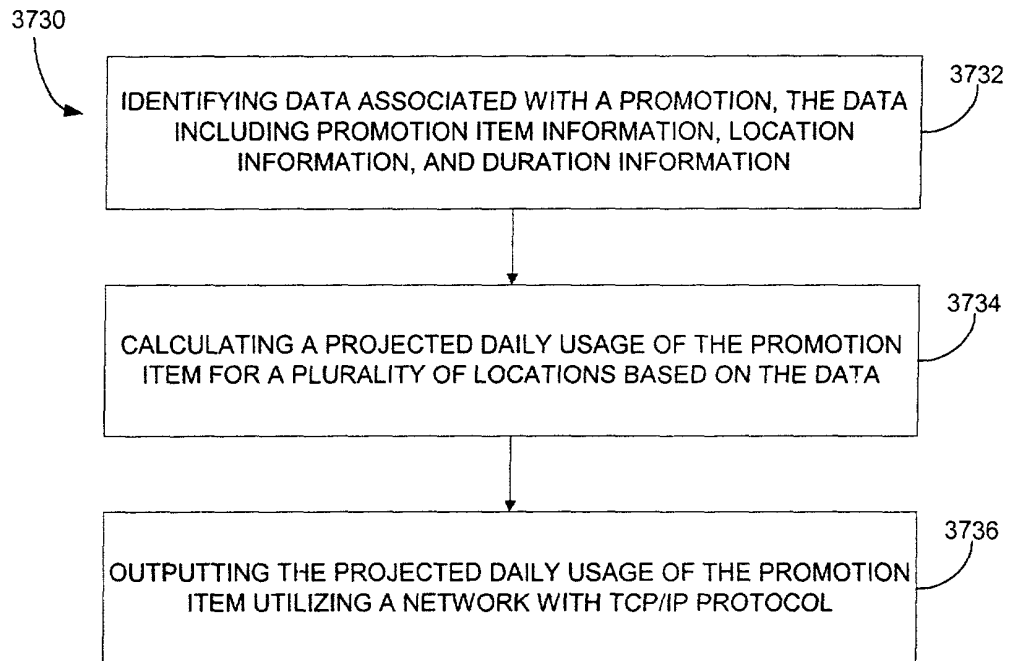 3730
3732
IDENTIFYING DATA ASSOCIATED WITH A PROMOTION, THE DATA
INCLUDING PROMOTION ITEM INFORMATION, LOCATION
INFORMATION, AND DURATION INFORMATION
3734
CALCULATING A PROJECTED DAILY USAGE OF THE PROMOTION
ITEM FOR A PLURALITY OF LOCATIONS BASED ON THE DATA
3736
OUTPUTTING THE PROJECTED DAILY USAGE OF THE PROMOTION
ITEM UTILIZING A NETWORK WITH TCP/IP PROTOCOL